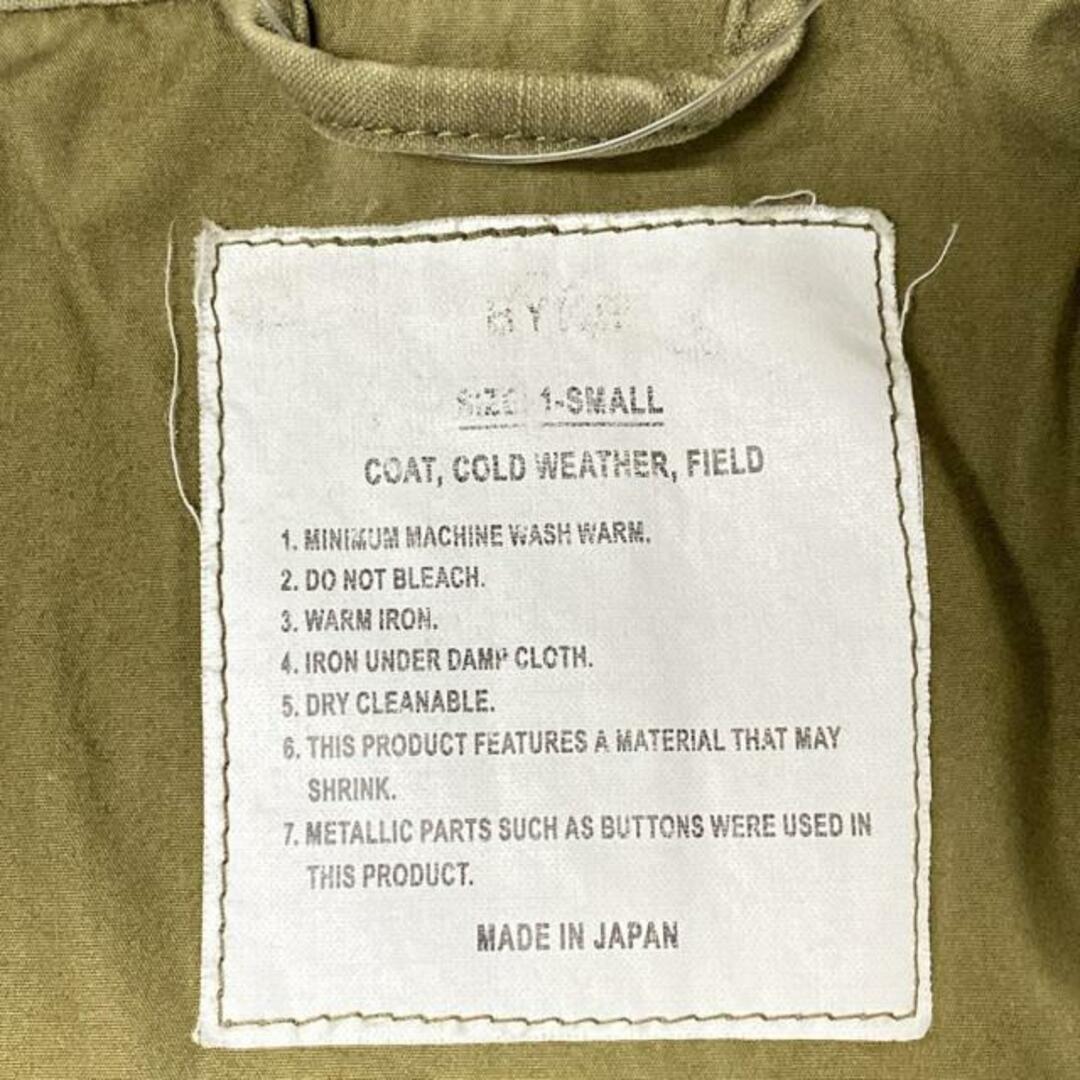 SIZE: 1-SMALL
COAT, COLD WEATHER, FIELD
1. MINIMUM MACHINE WASH WARM.
2. DO NOT BLEACH.
3. WARM IRON.
4. IRON UNDER DAMP CLOTH.
5. DRY CLEANABLE.
6. THIS PRODUCT FEATURES A MATERIAL THAT MAY
SHRINK.
7. METALLIC PARTS SUCH AS BUTTONS WERE USED IN
THIS PRODUCT.
MADE IN JAPAN